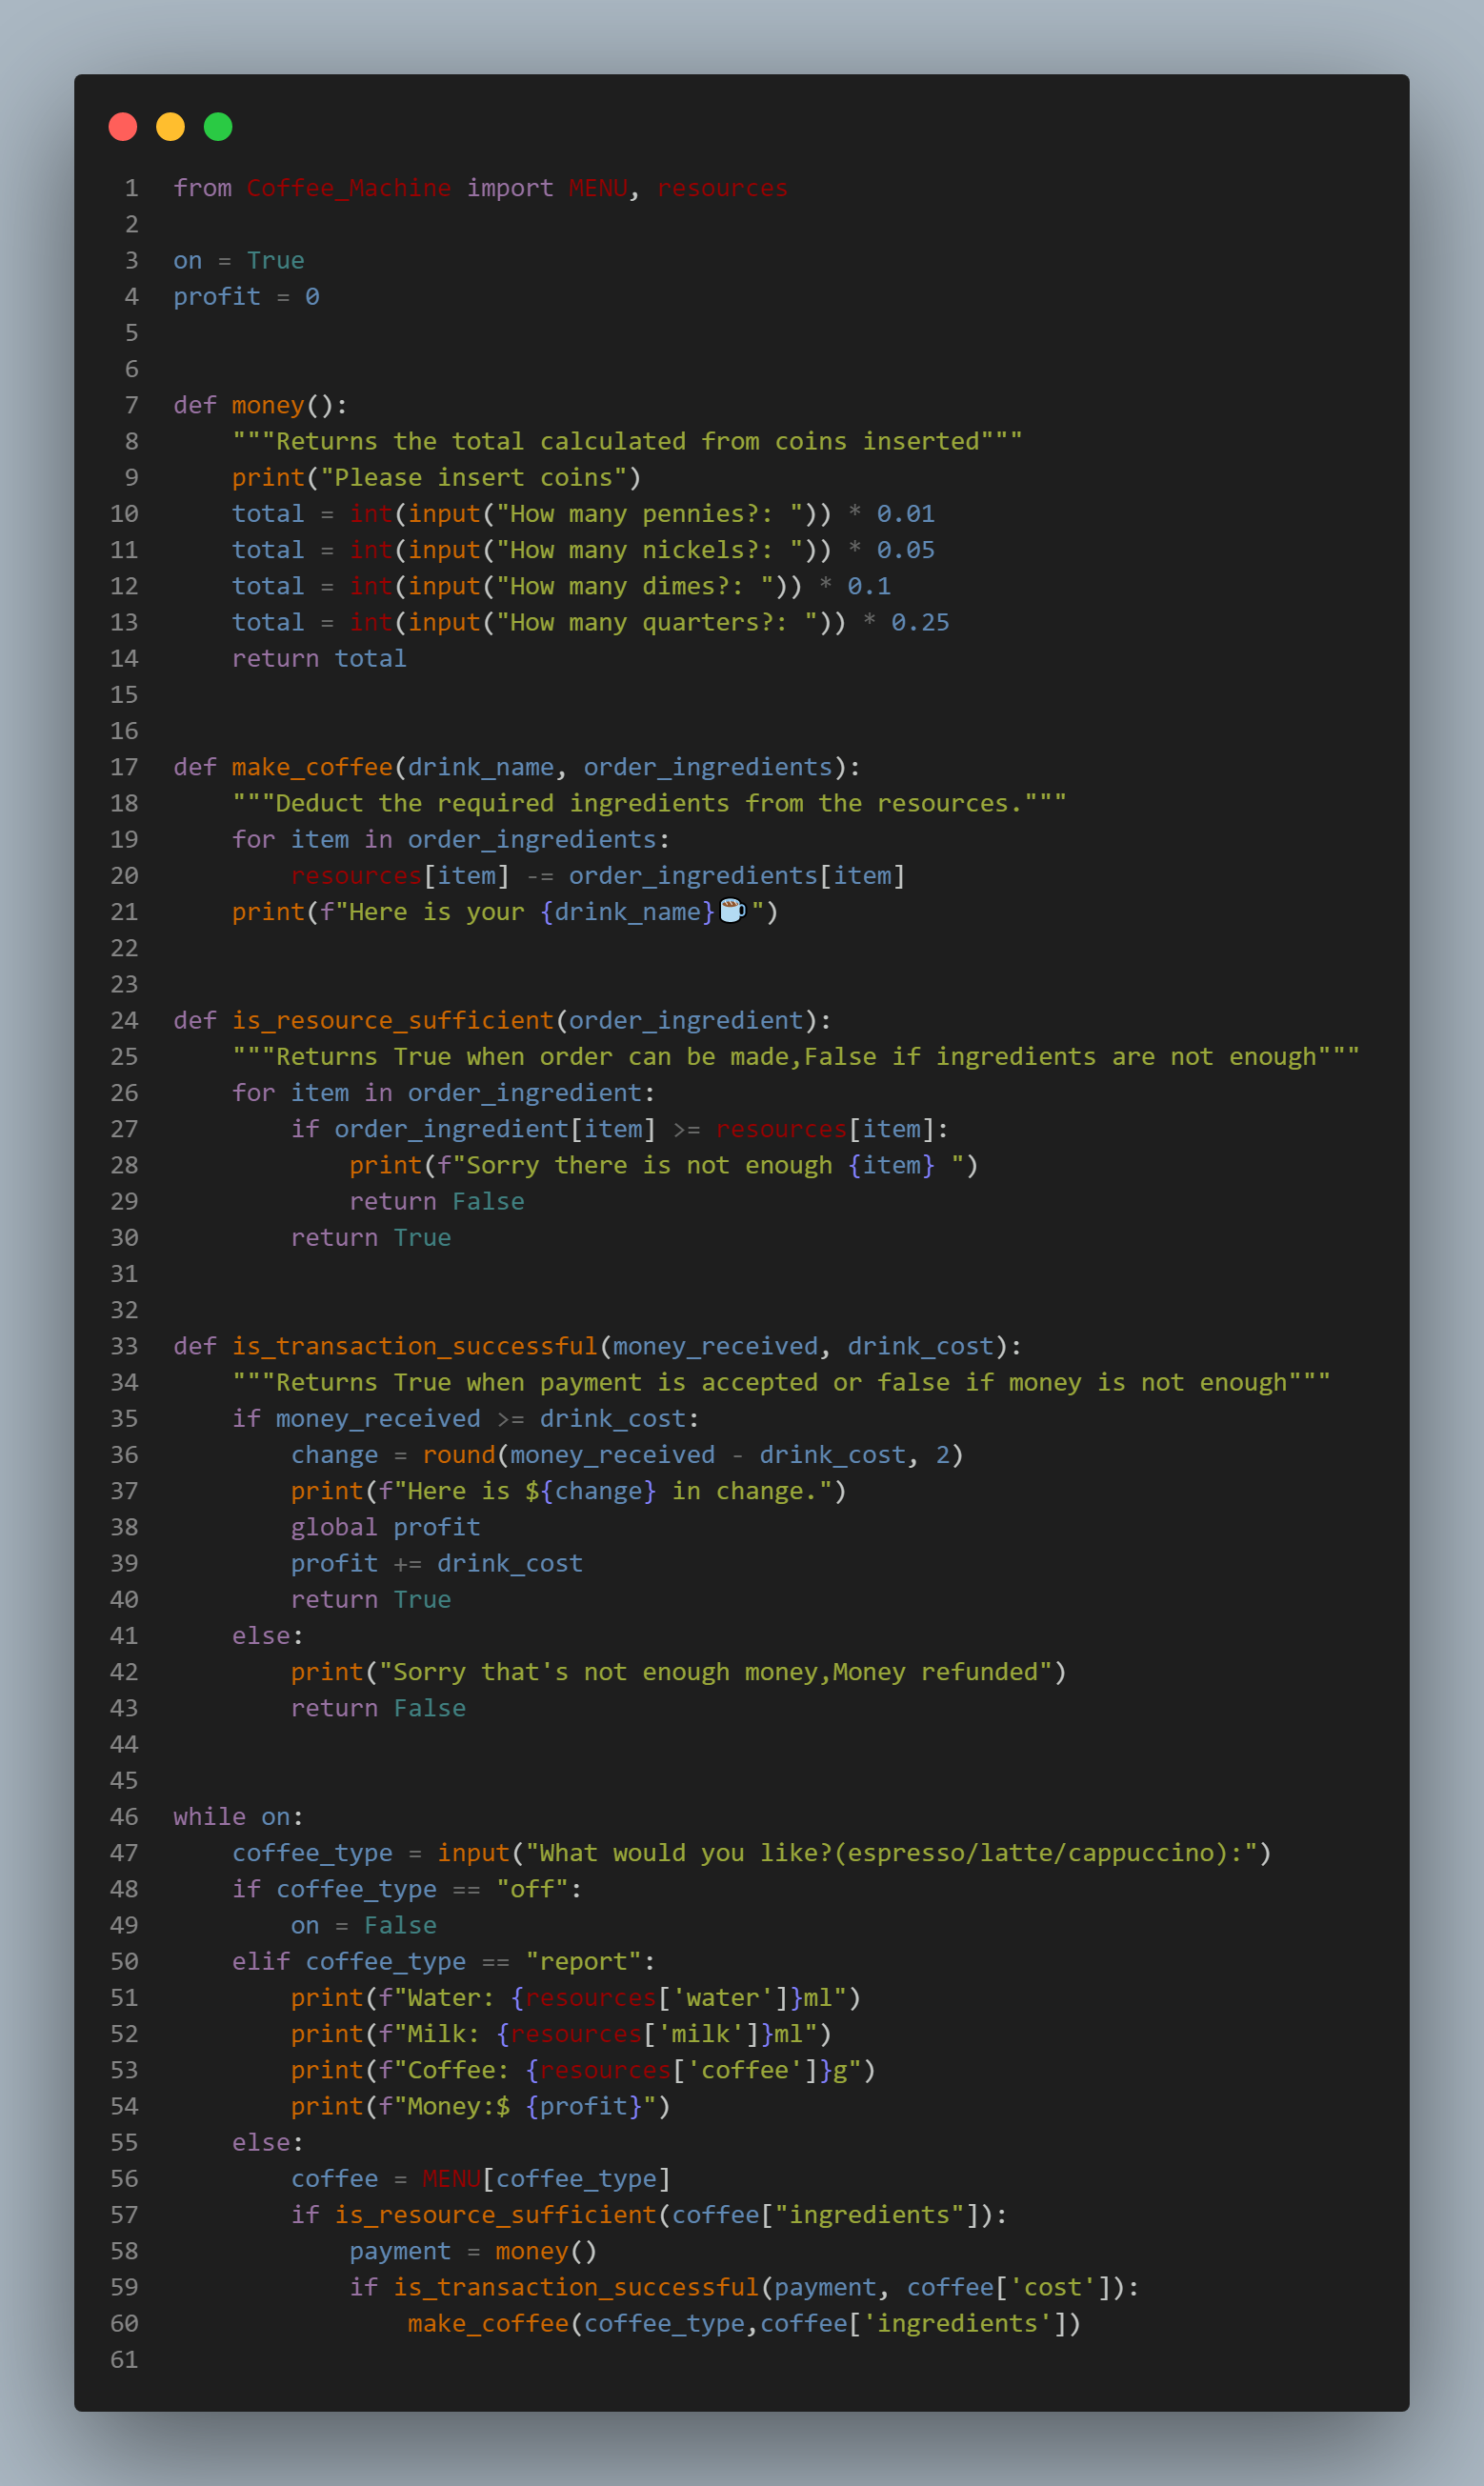 1 from Coffee_Machine import MENU, resources
2
3 on = True
4 profit = 0
5
6
7 def money():
8     """Returns the total calculated from coins inserted"""
9     print("Please insert coins")
10     total = int(input("How many pennies?: ")) * 0.01
11     total = int(input("How many nickels?: ")) * 0.05
12     total = int(input("How many dimes?: ")) * 0.1
13     total = int(input("How many quarters?: ")) * 0.25
14     return total
15
16
17 def make_coffee(drink_name, order_ingredients):
18     """Deduct the required ingredients from the resources."""
19     for item in order_ingredients:
20         resources[item] -= order_ingredients[item]
21     print(f"Here is your {drink_name}☕")
22
23
24 def is_resource_sufficient(order_ingredient):
25     """Returns True when order can be made,False if ingredients are not enough"""
26     for item in order_ingredient:
27         if order_ingredient[item] >= resources[item]:
28             print(f"Sorry there is not enough {item} ")
29             return False
30         return True
31
32
33 def is_transaction_successful(money_received, drink_cost):
34     """Returns True when payment is accepted or false if money is not enough"""
35     if money_received >= drink_cost:
36         change = round(money_received - drink_cost, 2)
37         print(f"Here is ${change} in change.")
38         global profit
39         profit += drink_cost
40         return True
41     else:
42         print("Sorry that's not enough money,Money refunded")
43         return False
44
45
46 while on:
47     coffee_type = input("What would you like?(espresso/latte/cappuccino):")
48     if coffee_type == "off":
49         on = False
50     elif coffee_type == "report":
51         print(f"Water: {resources['water']}ml")
52         print(f"Milk: {resources['milk']}ml")
53         print(f"Coffee: {resources['coffee']}g")
54         print(f"Money:$ {profit}")
55     else:
56         coffee = MENU[coffee_type]
57         if is_resource_sufficient(coffee["ingredients"]):
58             payment = money()
59             if is_transaction_successful(payment, coffee['cost']):
60                 make_coffee(coffee_type,coffee['ingredients'])
61